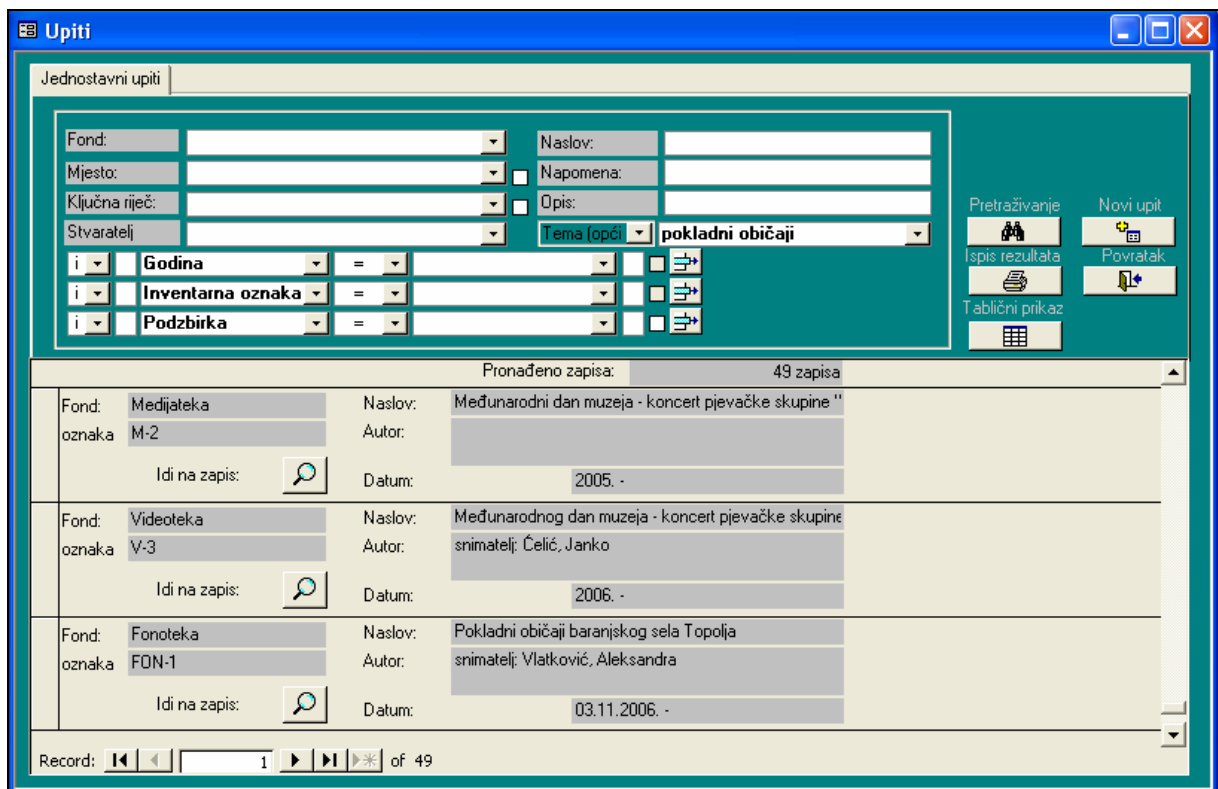 Upiti
Jednostavni upiti
Fond: Naslov:
Mjesto: Napomena:
Ključna riječ: Opis:
Stvaratelj Tema (opći pokladni običaji
i Godina =
i Inventarna oznaka =
i Podzbirka =
Pretraživanje Novi upit
Ispis rezultata Povratak
Tablični prikaz
Pronađeno zapisa: 49 zapisa
Fond: Medijateka Naslov: Međunarodni dan muzeja - koncert pjevačke skupine "
oznaka M-2 Autor:
Idi na zapis: Datum: 2005. -
Fond: Videoteka Naslov: Međunarodnog dan muzeja - koncert pjevačke skupine
oznaka V-3 Autor: snimatelj: Ćelić, Janko
Idi na zapis: Datum: 2006. -
Fond: Fonoteka Naslov: Pokladni običaji baranjskog sela Topolja
oznaka FON-1 Autor: snimatelj: Vlatković, Aleksandra
Idi na zapis: Datum: 03.11.2006. -
Record: 1 of 49